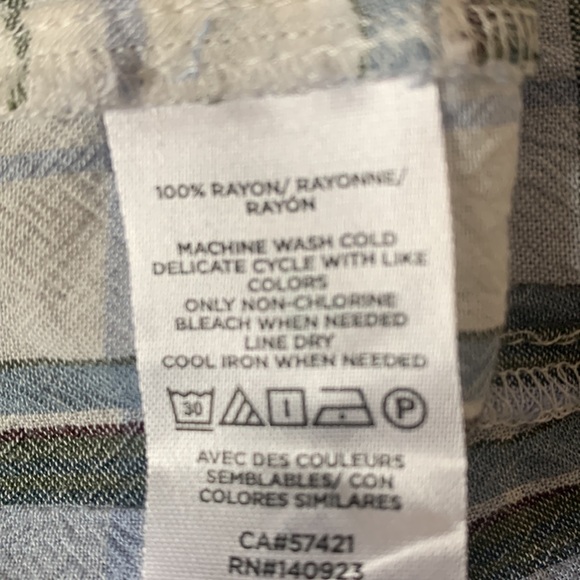 100% RAYON/ RAYONNE/
RAYÓN
MACHINE WASH COLD
DELICATE CYCLE WITH LIKE
COLORS
ONLY NON-CHLORINE
BLEACH WHEN NEEDED
LINE DRY
COOL IRON WHEN NEEDED
30 P
AVEC DES COULEURS
SEMBLABLES/ CON
COLORES SIMILARES
CA#57421
RN#140923